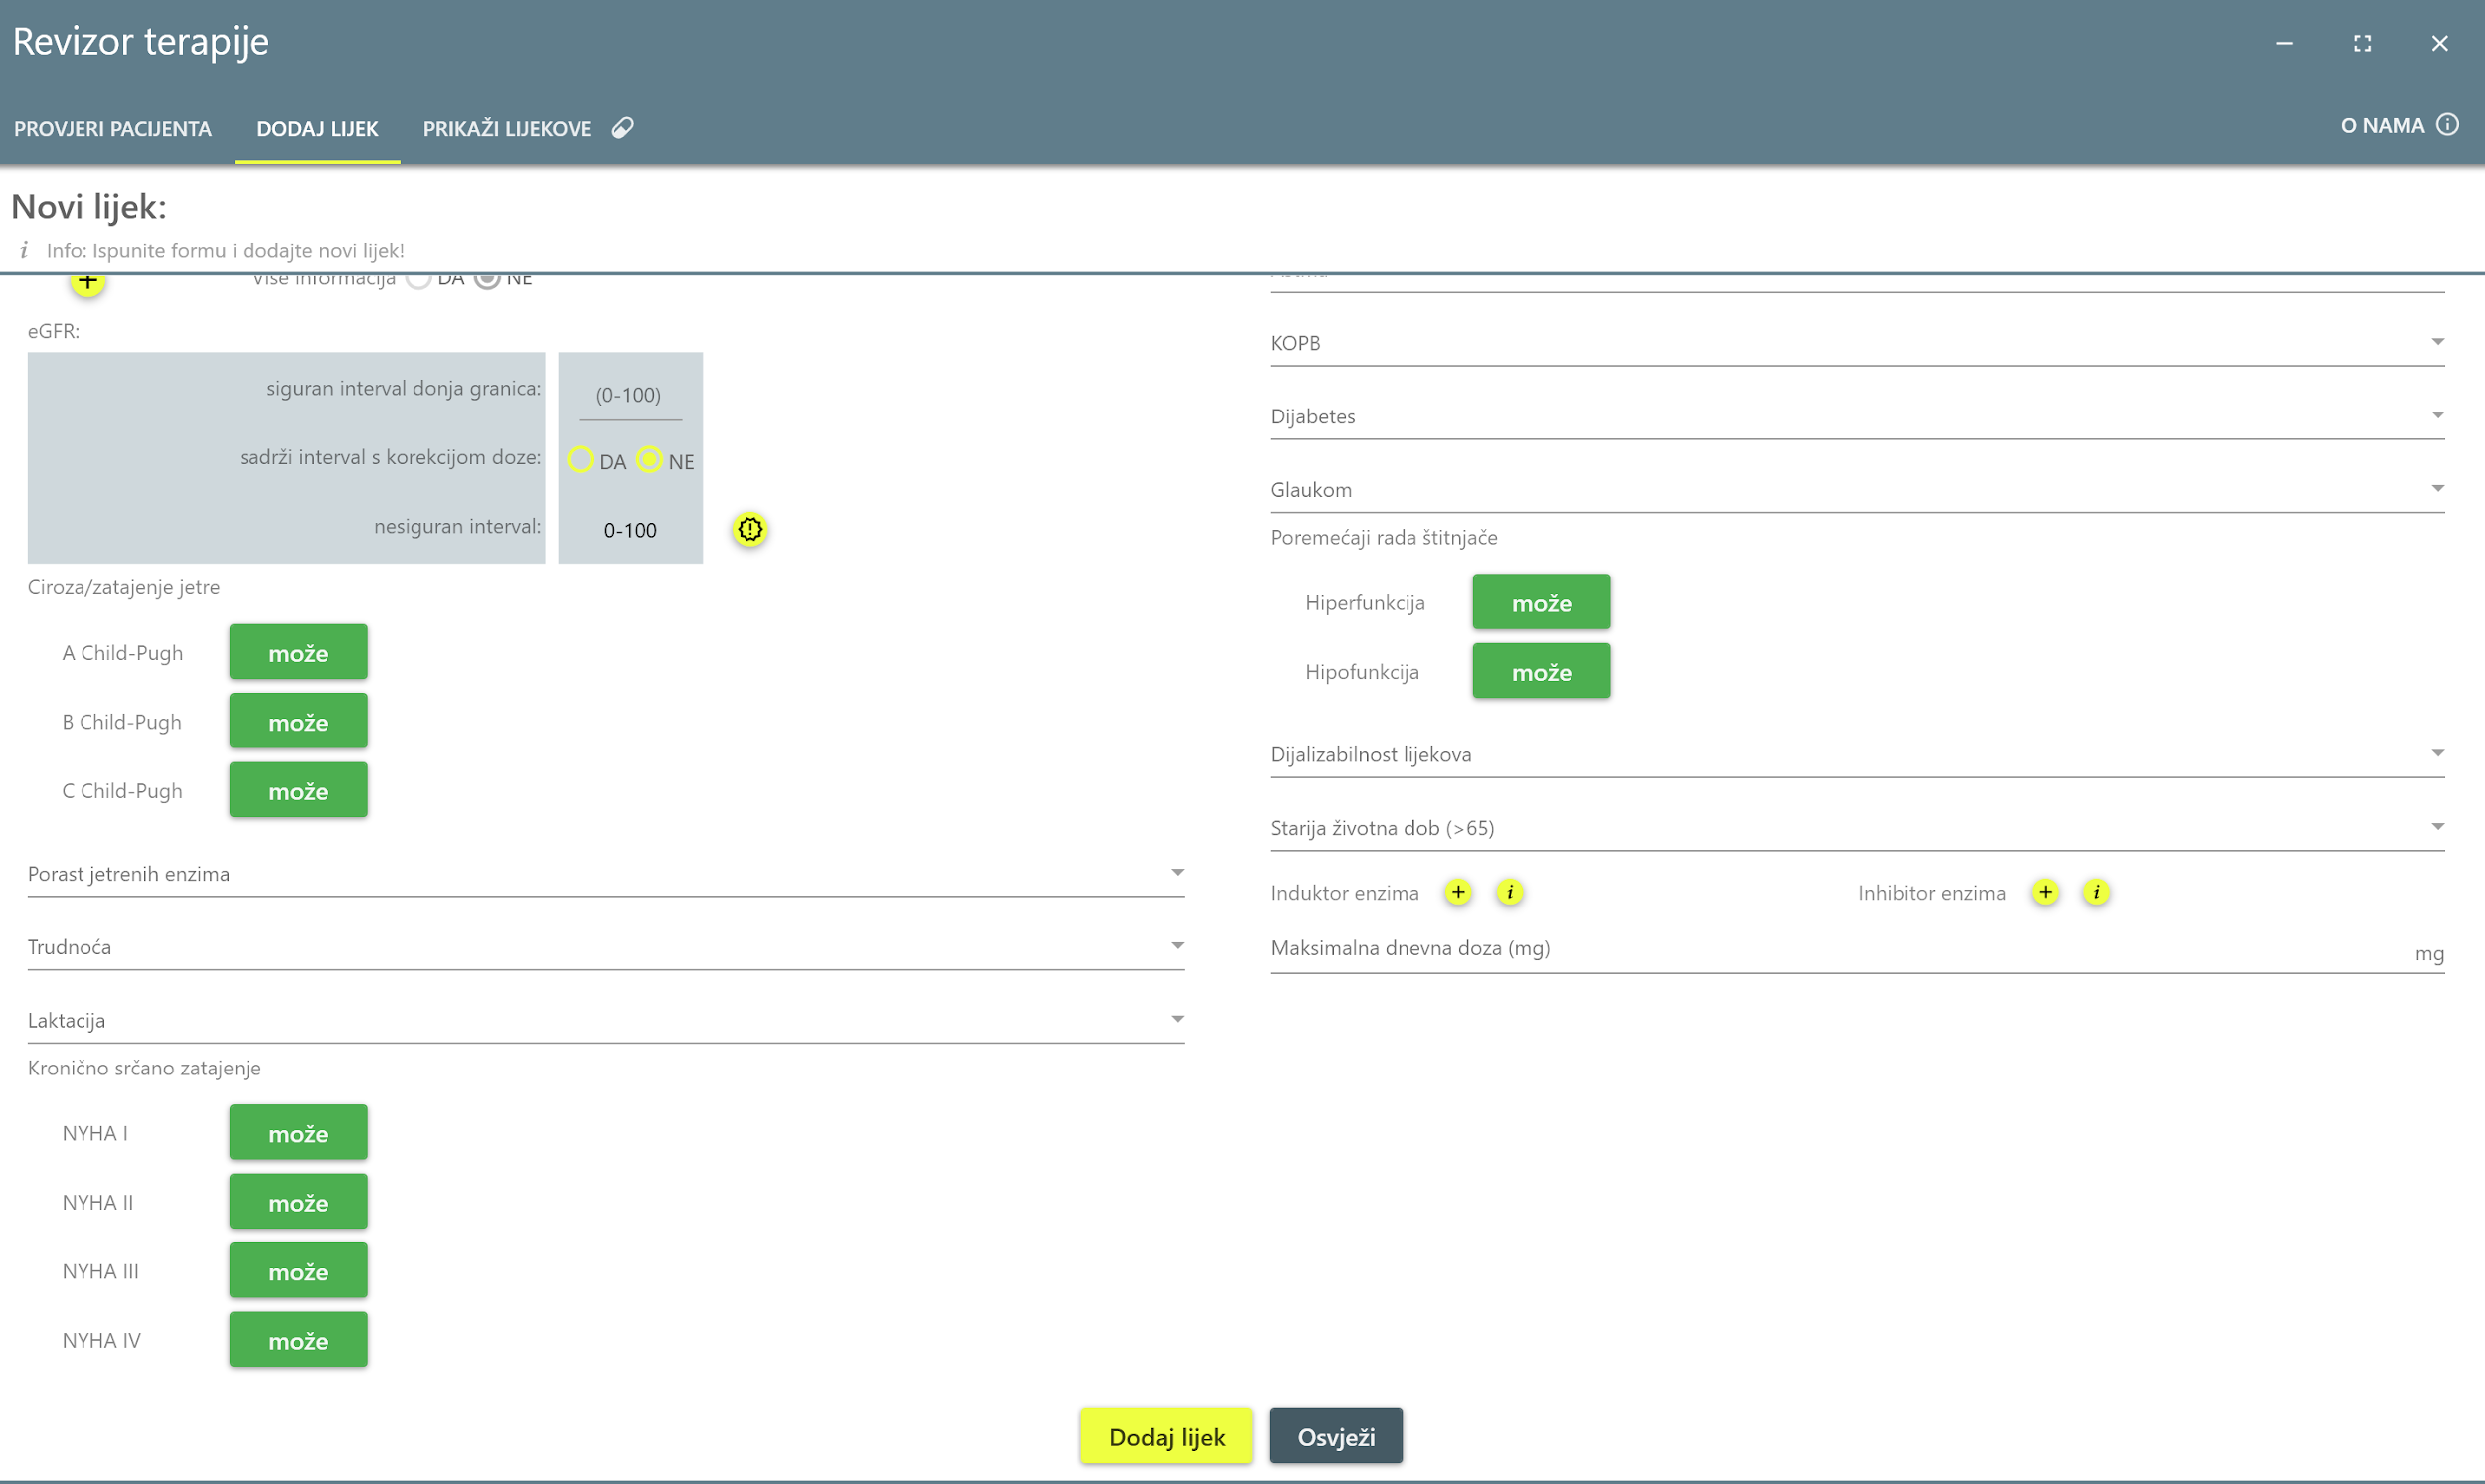 Revizor terapije
PROVJERI PACIJENTA
DODAJ LIJEK
PRIKAŽI LIJEKOVE
O NAMA
Novi lijek:
i Info: Ispunite formu i dodajte novi lijek!
+ Više informacija DA NE
eGFR:
siguran interval donja granica: (0-100)
sadrži interval s korekcijom doze: DA NE
nesiguran interval: 0-100
Ciroza/zatajenje jetre
A Child-Pugh može
B Child-Pugh može
C Child-Pugh može
Porast jetrenih enzima
Trudnoća
Laktacija
Kronično srčano zatajenje
NYHA I može
NYHA II može
NYHA III može
NYHA IV može
KOPB
Dijabetes
Glaukom
Poremećaji rada štitnjače
Hiperfunkcija može
Hipofunkcija može
Dijalizabilnost lijekova
Starija životna dob (>65)
Induktor enzima + i
Inhibitor enzima + i
Maksimalna dnevna doza (mg) mg
Dodaj lijek
Osvježi